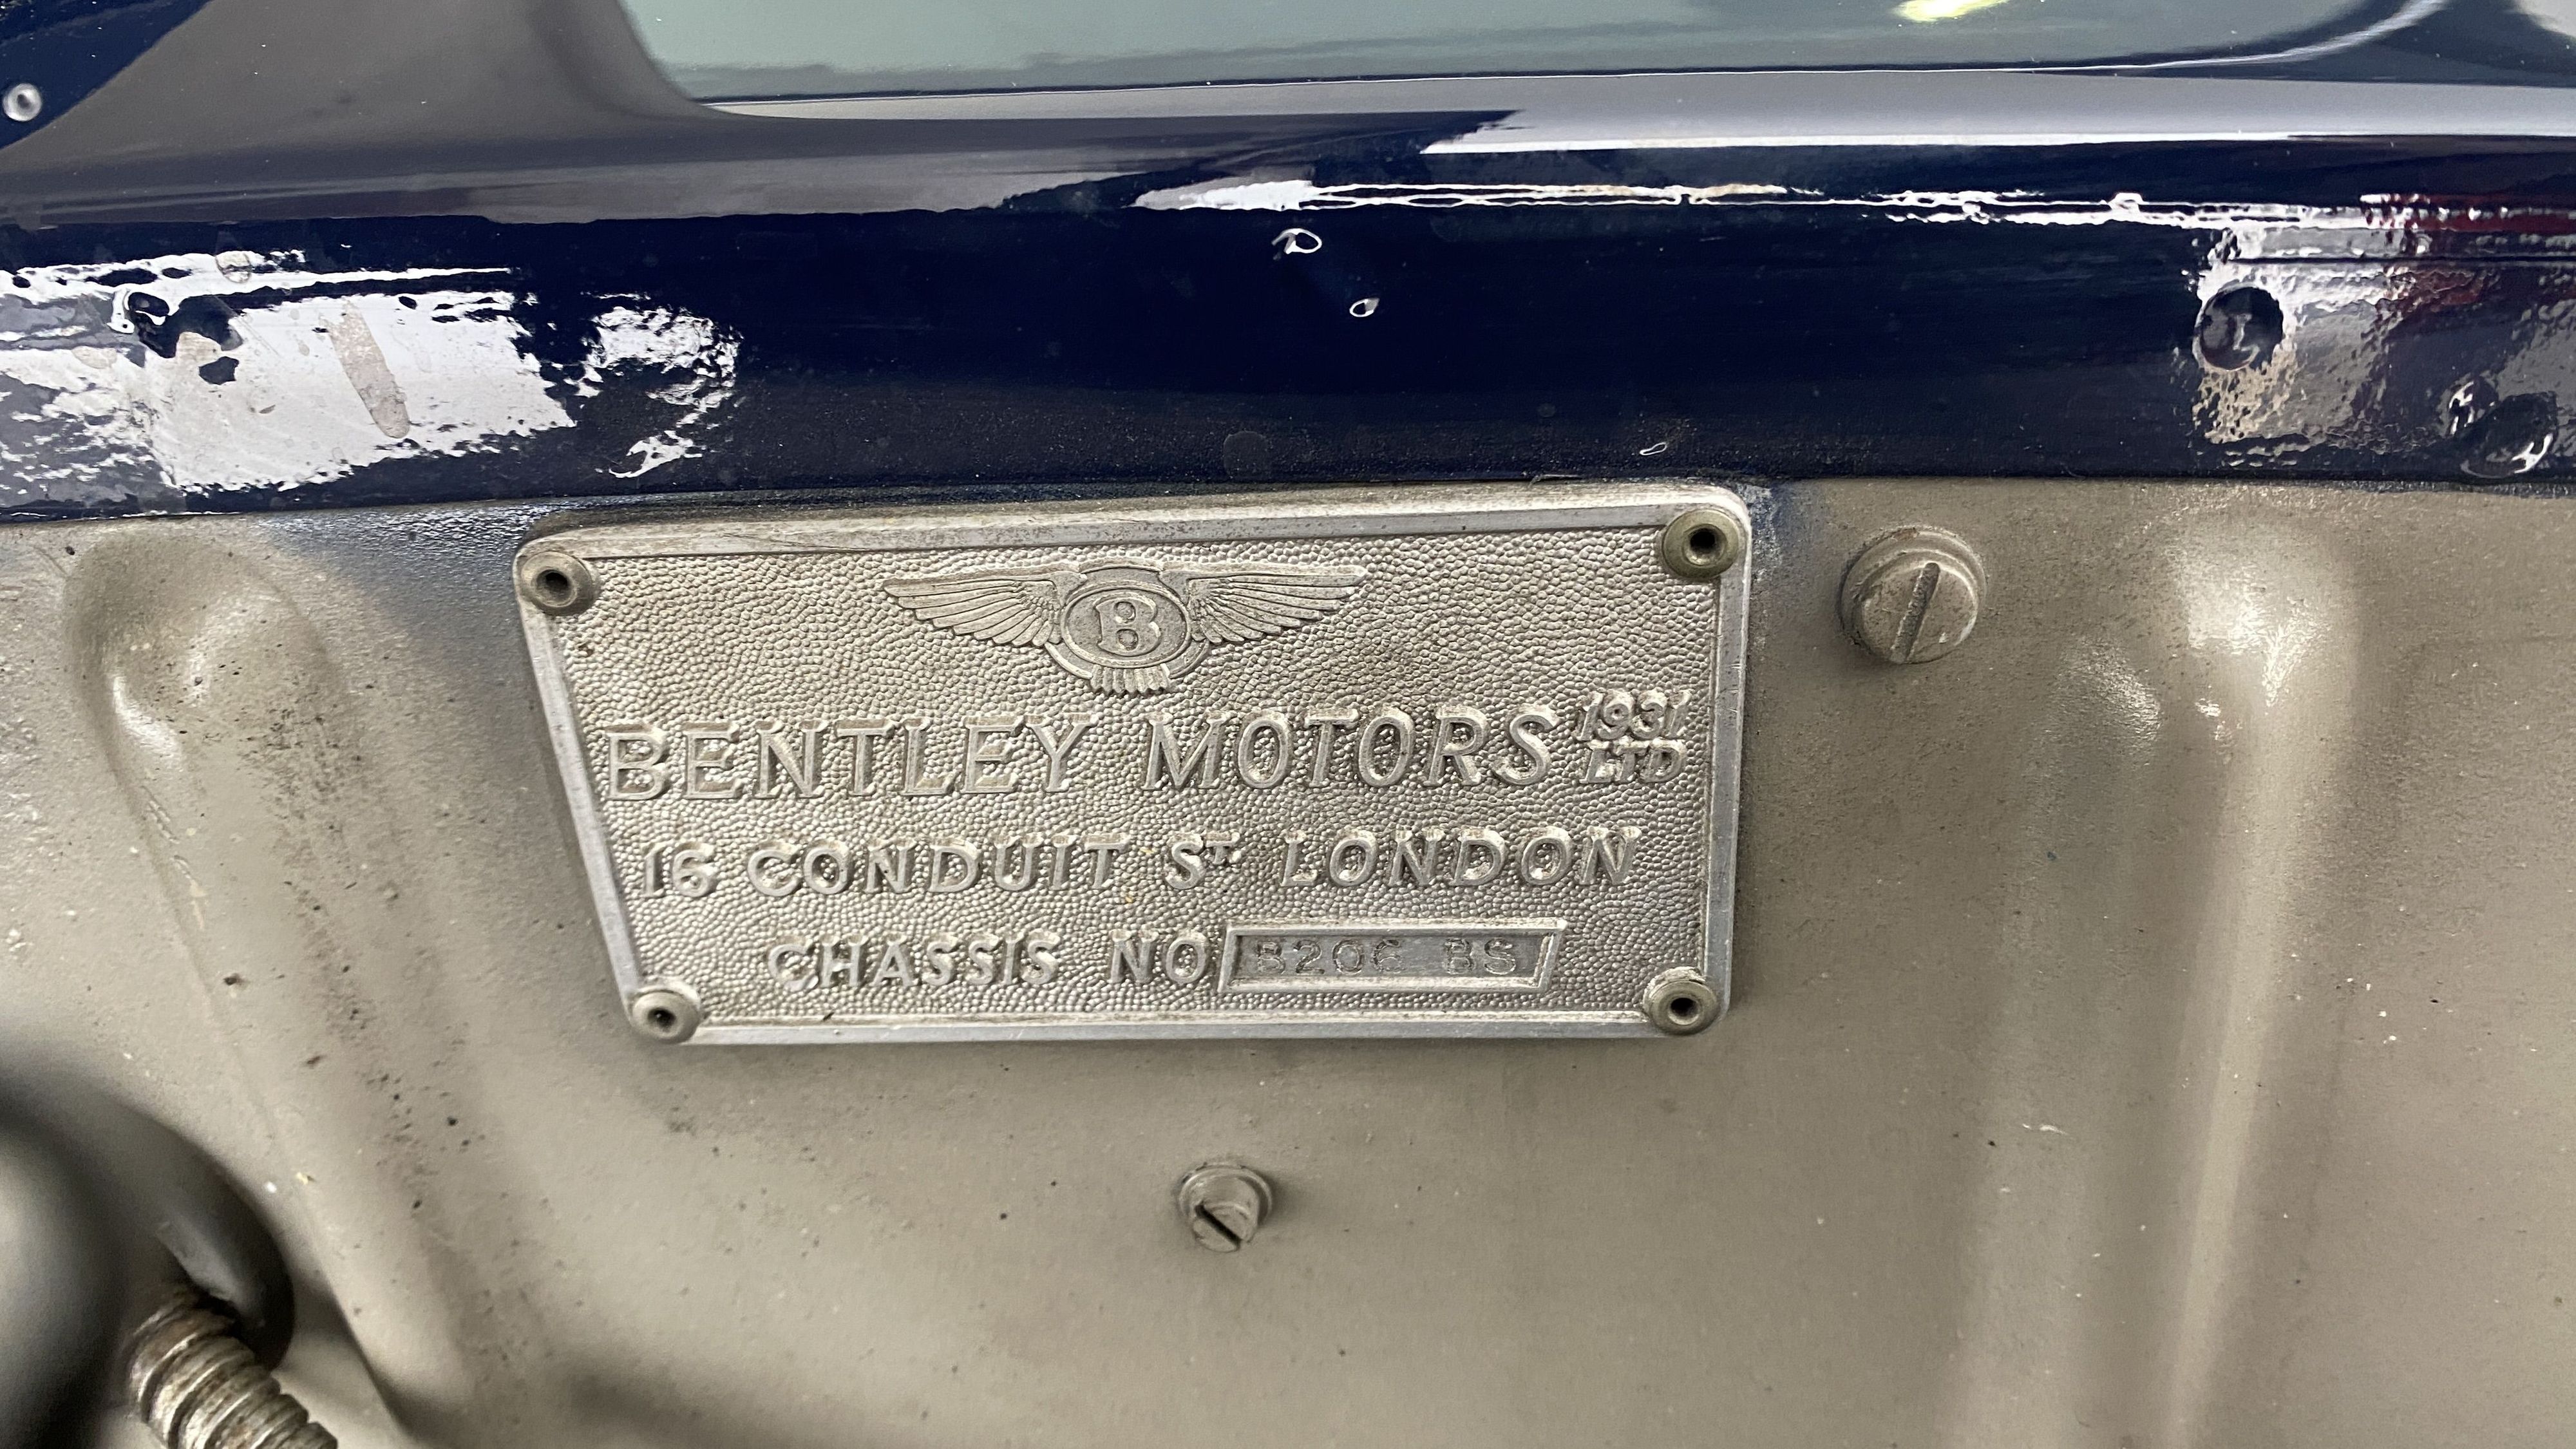 B
BENTLEY MOTORS 1931 LTD
16 CONDUIT ST LONDON
CHASSIS NO B206 BS